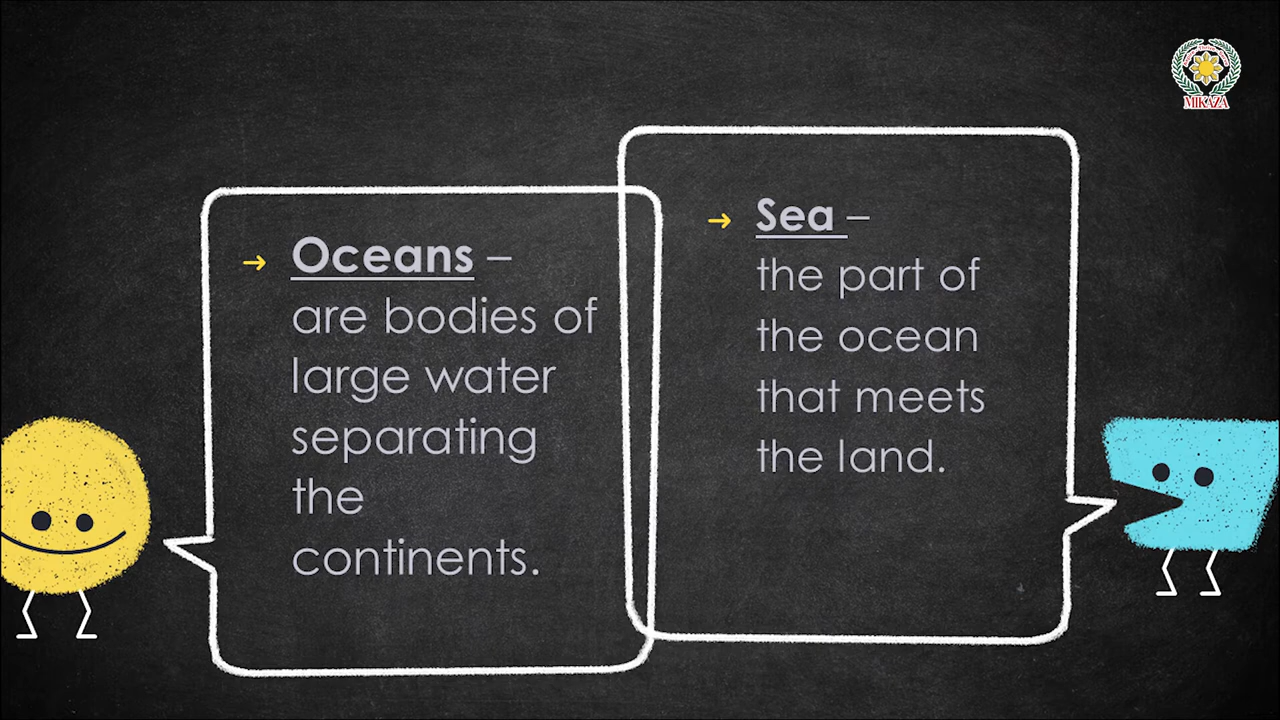 MIKAZA
Oceans –
are bodies of
large water
separating
the
continents.
Sea –
the part of
the ocean
that meets
the land.